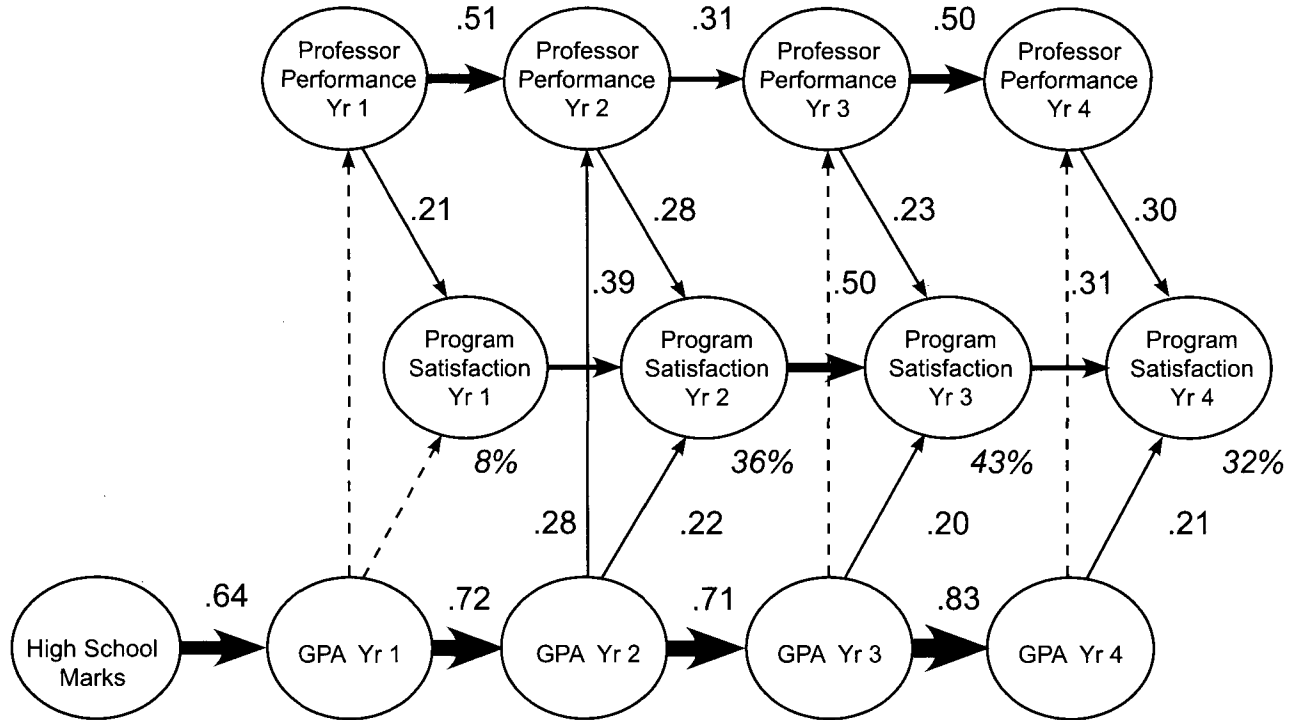 .51
.31
.50
Professor
Performance
Yr 1
Professor
Performance
Yr 2
Professor
Performance
Yr 3
Professor
Performance
Yr 4
.21
.28
.23
.30
.39
.50
.31
Program
Satisfaction
Yr 1
Program
Satisfaction
Yr 2
Program
Satisfaction
Yr 3
Program
Satisfaction
Yr 4
8%
36%
43%
32%
.28
.22
.20
.21
.64
.72
.71
.83
High School
Marks
GPA Yr 1
GPA Yr 2
GPA Yr 3
GPA Yr 4